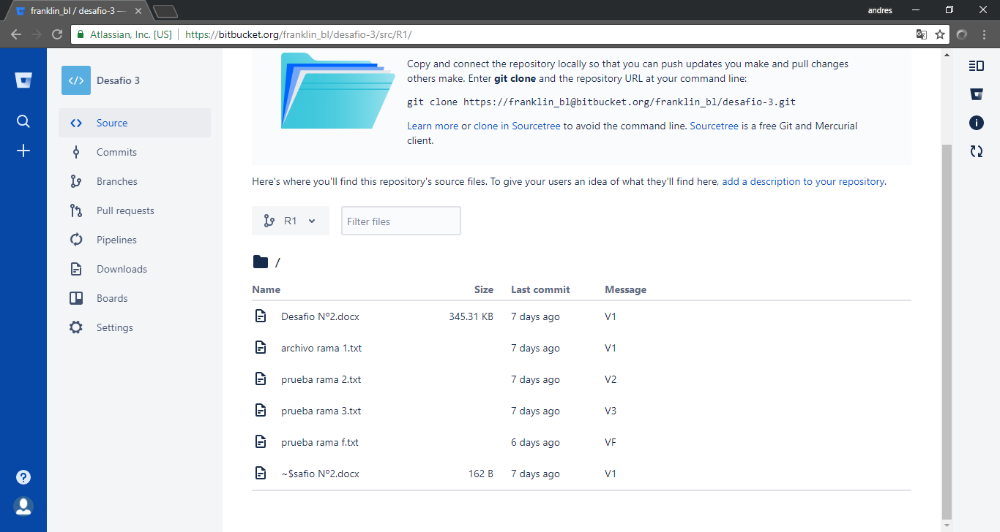 franklin_bl / desafio-3 —
andres
Atlassian, Inc. [US]
https://bitbucket.org/franklin_bl/desafio-3/src/R1/
Desafio 3
Source
Commits
Branches
Pull requests
Pipelines
Downloads
Boards
Settings
Copy and connect the repository locally so that you can push updates you make and pull changes
others make. Enter git clone and the repository URL at your command line:
git clone https://franklin_bl@bitbucket.org/franklin_bl/desafio-3.git
Learn more or clone in Sourcetree to avoid the command line. Sourcetree is a free Git and Mercurial
client.
Here's where you'll find this repository's source files. To give your users an idea of what they'll find here, add a description to your repository.
R1
Filter files
/
Name Size Last commit Message
Desafio Nº2.docx 345.31 KB 7 days ago V1
archivo rama 1.txt 7 days ago V1
prueba rama 2.txt 7 days ago V2
prueba rama 3.txt 7 days ago V3
prueba rama f.txt 6 days ago VF
~$safio Nº2.docx 162 B 7 days ago V1